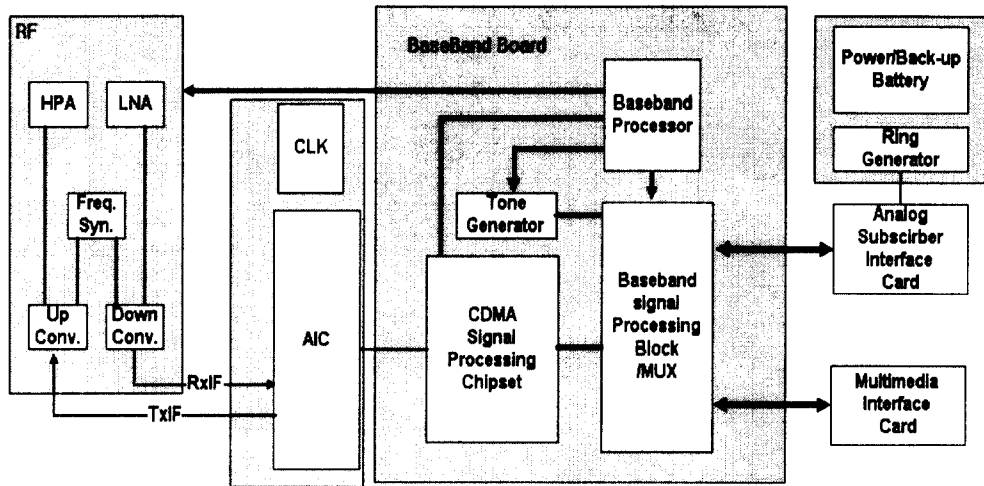 RF
HPA
LNA
Freq.
Syn.
Up
Conv.
Down
Conv.
RxIF
TxIF
CLK
AIC
BaseBand Board
Baseband
Processor
Tone
Generator
CDMA
Signal
Processing
Chipset
Baseband
signal
Processing
Block
/MUX
Power/Back-up
Battery
Ring
Generator
Analog
Subscirber
Interface
Card
Multimedia
Interface
Card